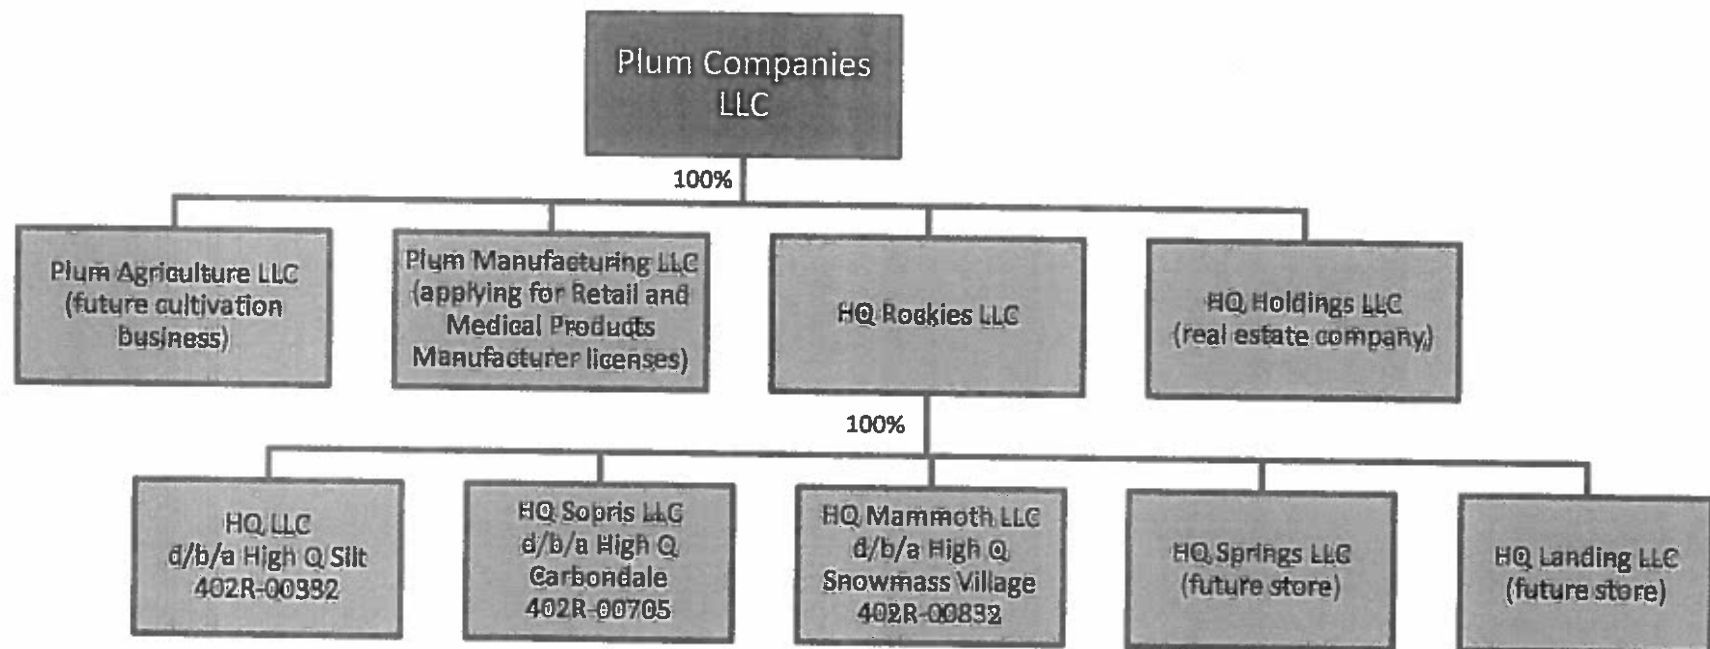 Plum Companies
LLC
100%
Plum Agriculture LLC
(future cultivation
business)
Plum Manufacturing LLC
(applying for Retail and
Medical Products
Manufacturer licenses)
HQ Rockies LLC
HQ Holdings LLC
(real estate company)
100%
HQ LLC
d/b/a High Q Silt
402R-00382
HQ Sopris LLC
d/b/a High Q
Carbondale
402R-00705
HQ Mammoth LLC
d/b/a High Q
Snowmass Village
402R-00832
HQ Springs LLC
(future store)
HQ Landing LLC
(future store)